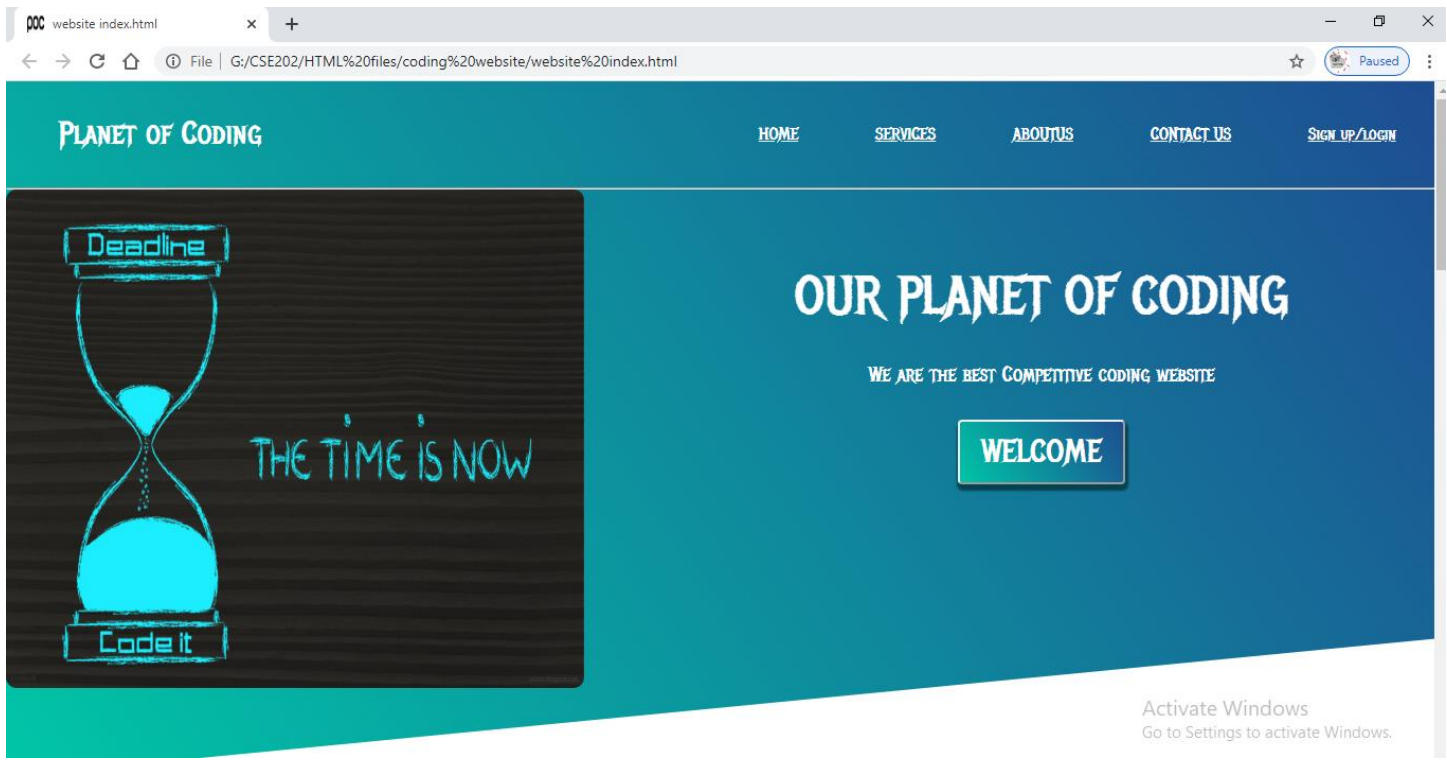 poc website index.html
File G:/CSE202/HTML%20files/coding%20website/website%20index.html
Paused
Planet of Coding
HOME SERVICES ABOUTUS CONTACT US Sign up/login
Deadline
THE TIME IS NOW
Code it
OUR PLANET OF CODING
We are the best Competitive coding website
WELCOME
Activate Windows
Go to Settings to activate Windows.